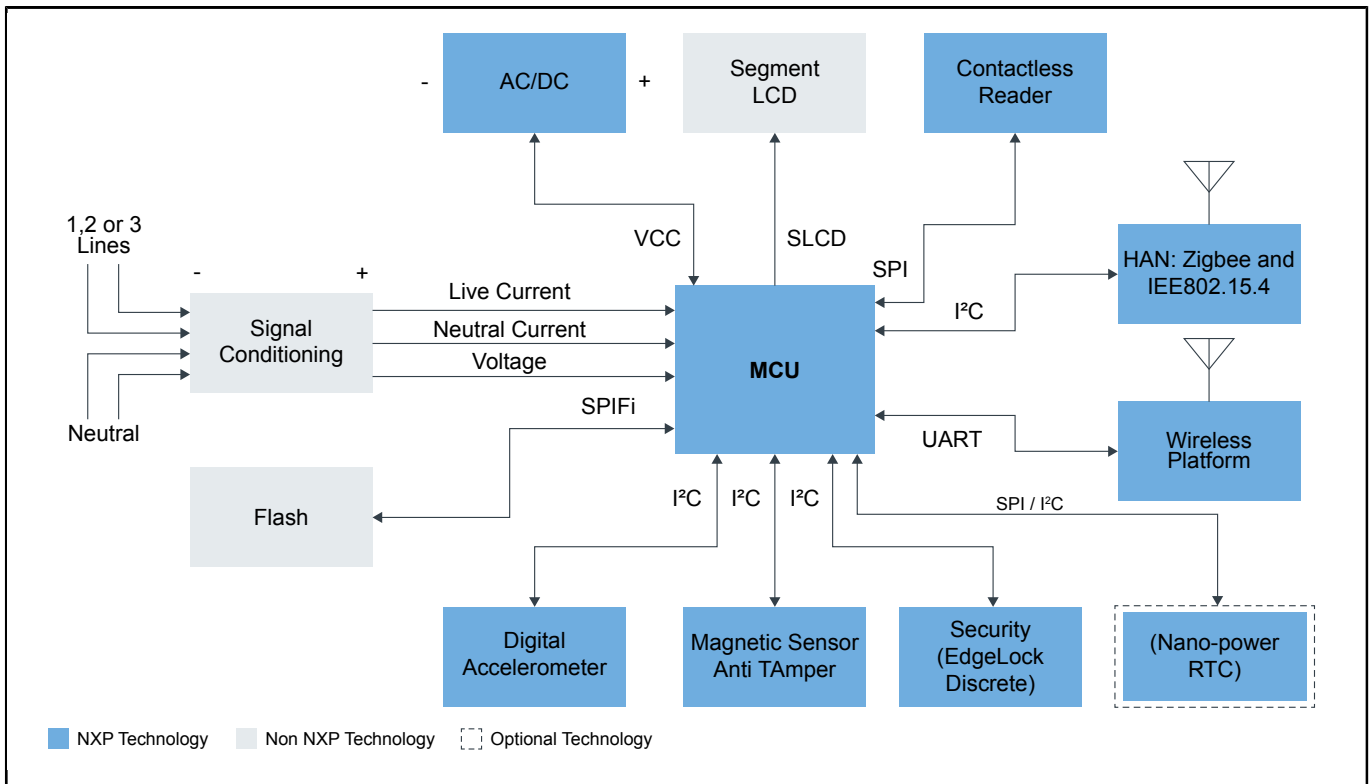 -
AC/DC
+
Segment
LCD
Contactless
Reader
1,2 or 3
Lines
VCC
SLCD
SPI
HAN: Zigbee and
IEE802.15.4
-
+
Live Current
I²C
Signal
Conditioning
Neutral Current
MCU
Voltage
SPIFi
Neutral
UART
Wireless
Platform
Flash
I²C
I²C
I²C
SPI / I²C
Digital
Accelerometer
Magnetic Sensor
Anti TAmper
Security
(EdgeLock
Discrete)
(Nano-power
RTC)
NXP Technology
Non NXP Technology
Optional Technology